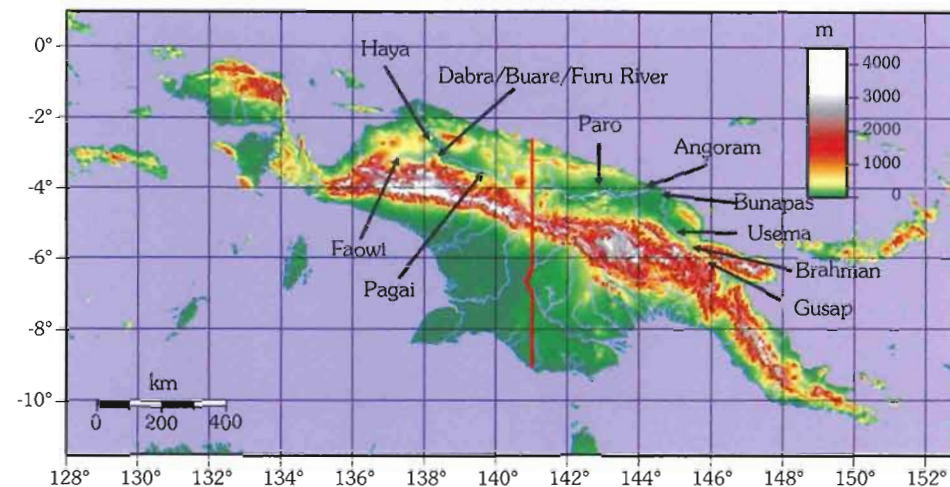 m
4000
3000
2000
1000
0
0°
-2°
-4°
-6°
-8°
-10°
Haya
Dabra/Buare/Furu River
Paro
Angoram
Bunapas
Usema
Brahman
Gusap
Faowi
Pagai
km
0 200 400
128° 130° 132° 134° 136° 138° 140° 142° 144° 146° 148° 150° 152°